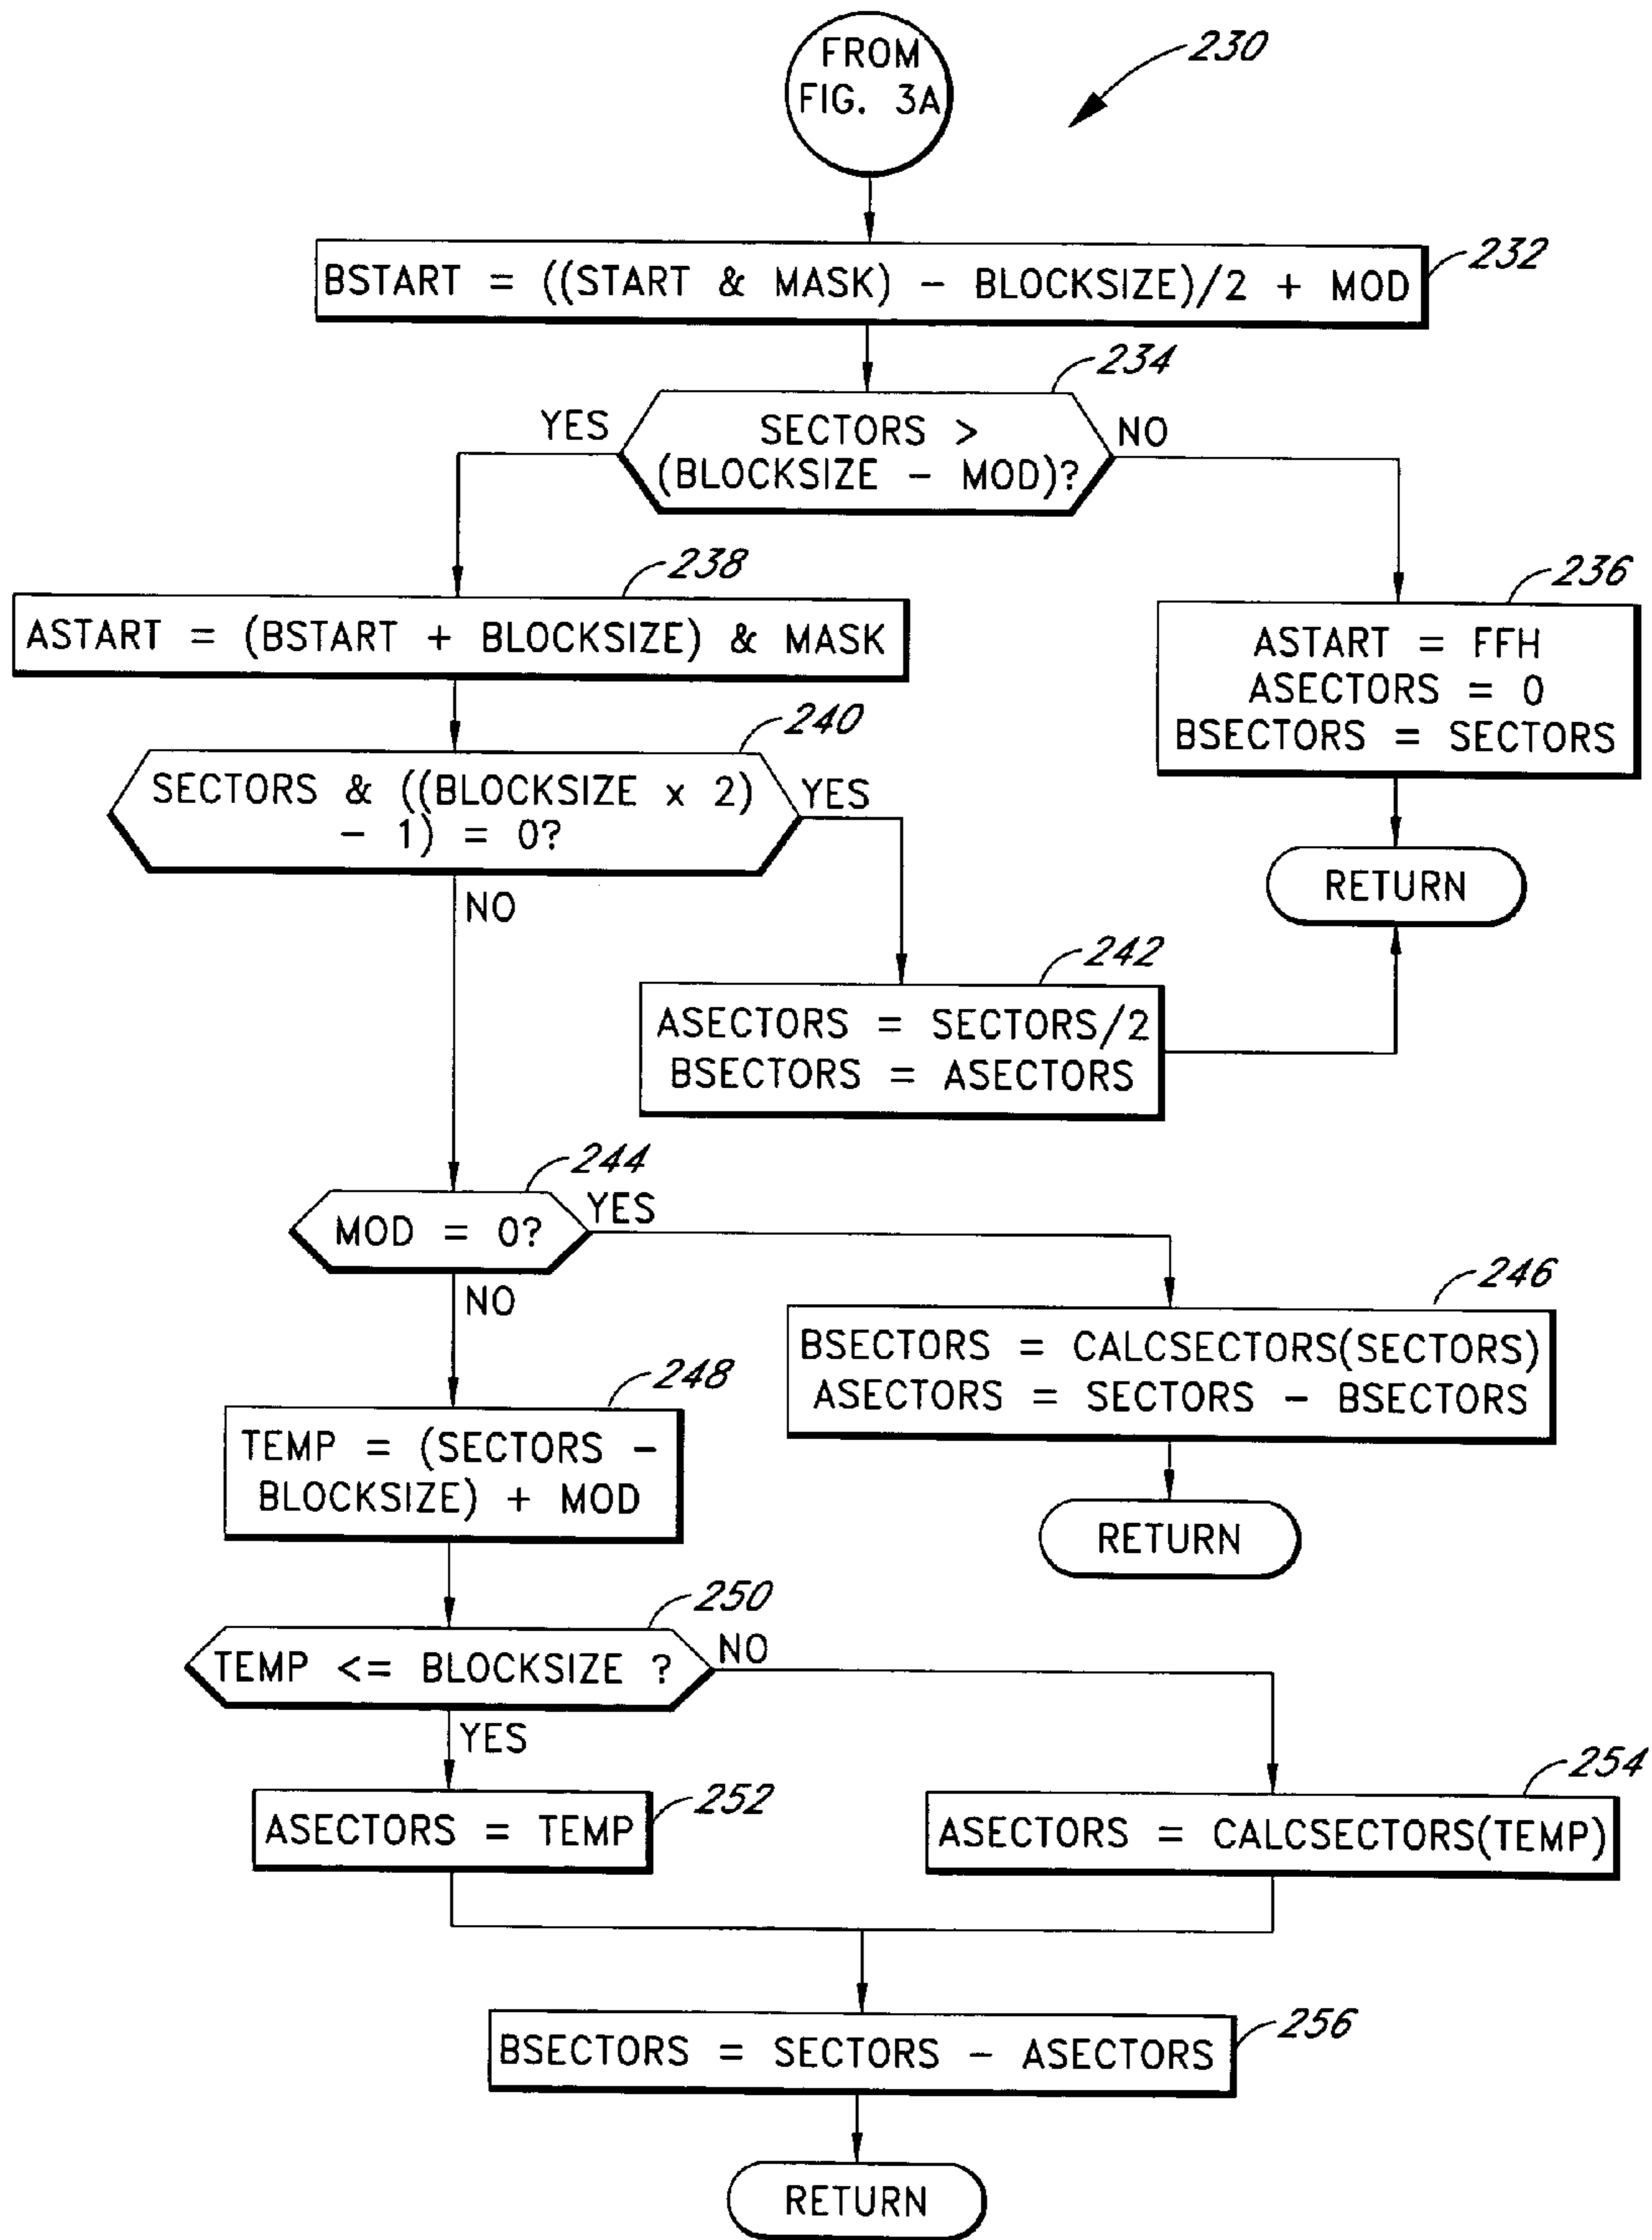 FROM
FIG. 3A
230
BSTART = ((START & MASK) - BLOCKSIZE)/2 + MOD
232
234
YES
SECTORS >
(BLOCKSIZE - MOD)?
NO
238
ASTART = (BSTART + BLOCKSIZE) & MASK
236
ASTART = FFH
ASECTORS = 0
BSECTORS = SECTORS
240
SECTORS & ((BLOCKSIZE x 2)
- 1) = 0?
YES
NO
RETURN
242
ASECTORS = SECTORS/2
BSECTORS = ASECTORS
244
MOD = 0?
YES
NO
246
BSECTORS = CALCSECTORS(SECTORS)
ASECTORS = SECTORS - BSECTORS
RETURN
248
TEMP = (SECTORS -
BLOCKSIZE) + MOD
250
TEMP <= BLOCKSIZE ?
NO
YES
252
ASECTORS = TEMP
254
ASECTORS = CALCSECTORS(TEMP)
256
BSECTORS = SECTORS - ASECTORS
RETURN